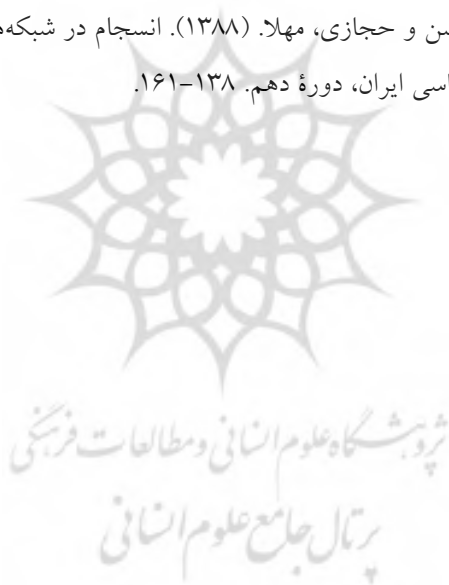 سن و حجازی، مهلا. (۱۳۸۸). انسجام در شبکه‌ه
اسی ایران، دورهٔ دهم. ۱۳۸-۱۶۱.
پژوهشگاه علوم انسانی و مطالعات فرهنگی
پرتال جامع علوم انسانی